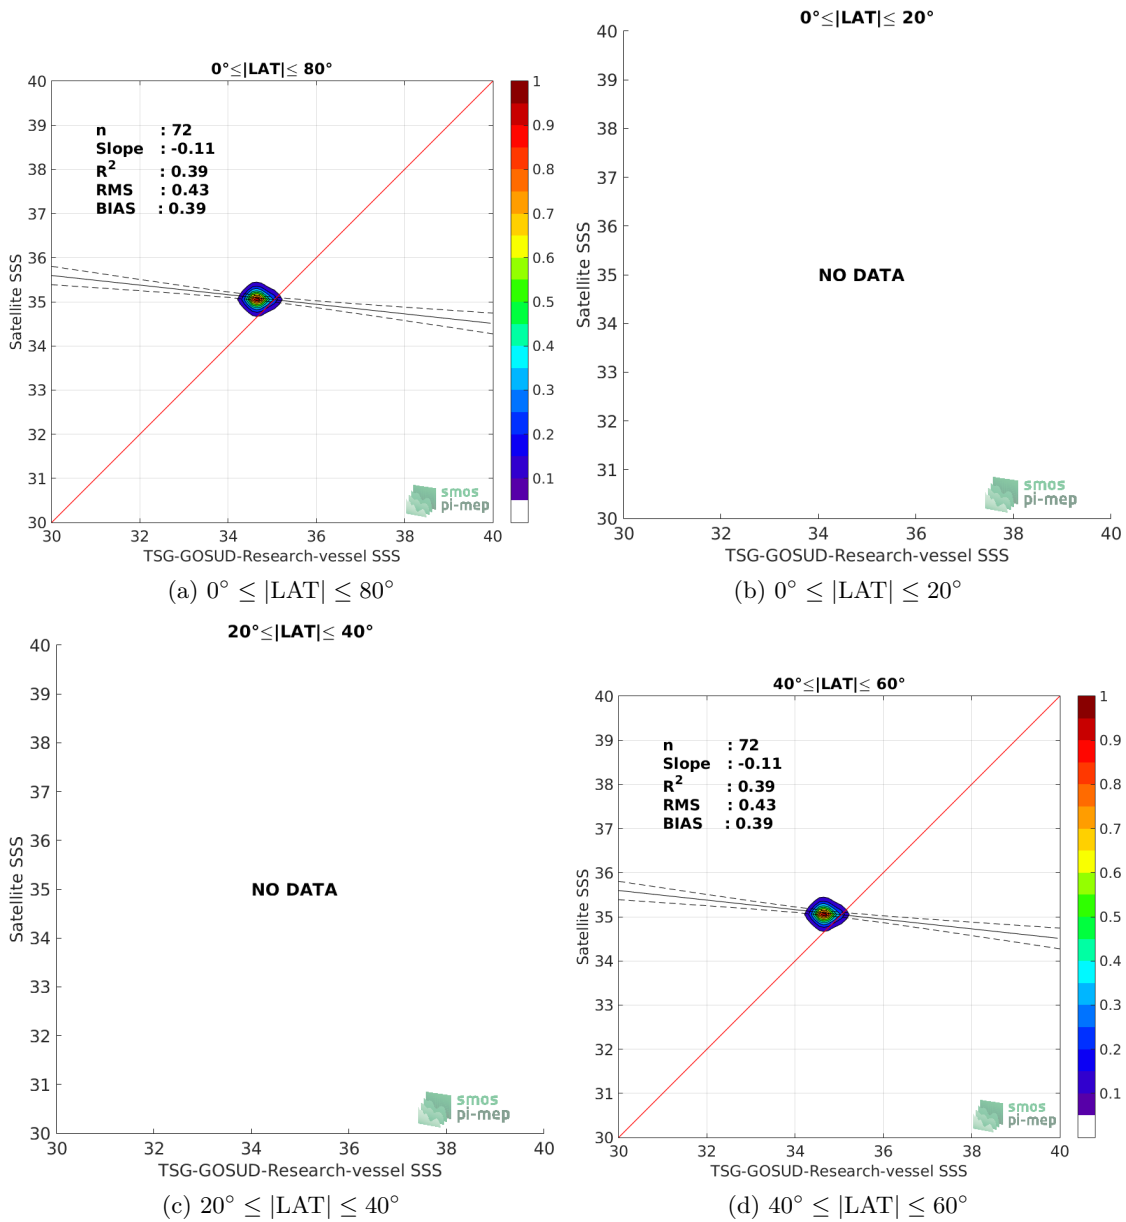 0°≤|LAT|≤ 80°
40
39
38
37
36
35
34
33
32
31
30
Satellite SSS
n : 72
Slope : -0.11
R² : 0.39
RMS : 0.43
BIAS : 0.39
smos
pi-mep
30 32 34 36 38 40
TSG-GOSUD-Research-vessel SSS
1
0.9
0.8
0.7
0.6
0.5
0.4
0.3
0.2
0.1
(a) 0° ≤ |LAT| ≤ 80°
0°≤|LAT|≤ 20°
40
39
38
37
36
35
34
33
32
31
30
Satellite SSS
NO DATA
smos
pi-mep
30 32 34 36 38 40
TSG-GOSUD-Research-vessel SSS
(b) 0° ≤ |LAT| ≤ 20°
20°≤|LAT|≤ 40°
40
39
38
37
36
35
34
33
32
31
30
Satellite SSS
NO DATA
smos
pi-mep
30 32 34 36 38 40
TSG-GOSUD-Research-vessel SSS
(c) 20° ≤ |LAT| ≤ 40°
40°≤|LAT|≤ 60°
40
39
38
37
36
35
34
33
32
31
30
Satellite SSS
n : 72
Slope : -0.11
R² : 0.39
RMS : 0.43
BIAS : 0.39
smos
pi-mep
30 32 34 36 38 40
TSG-GOSUD-Research-vessel SSS
1
0.9
0.8
0.7
0.6
0.5
0.4
0.3
0.2
0.1
(d) 40° ≤ |LAT| ≤ 60°